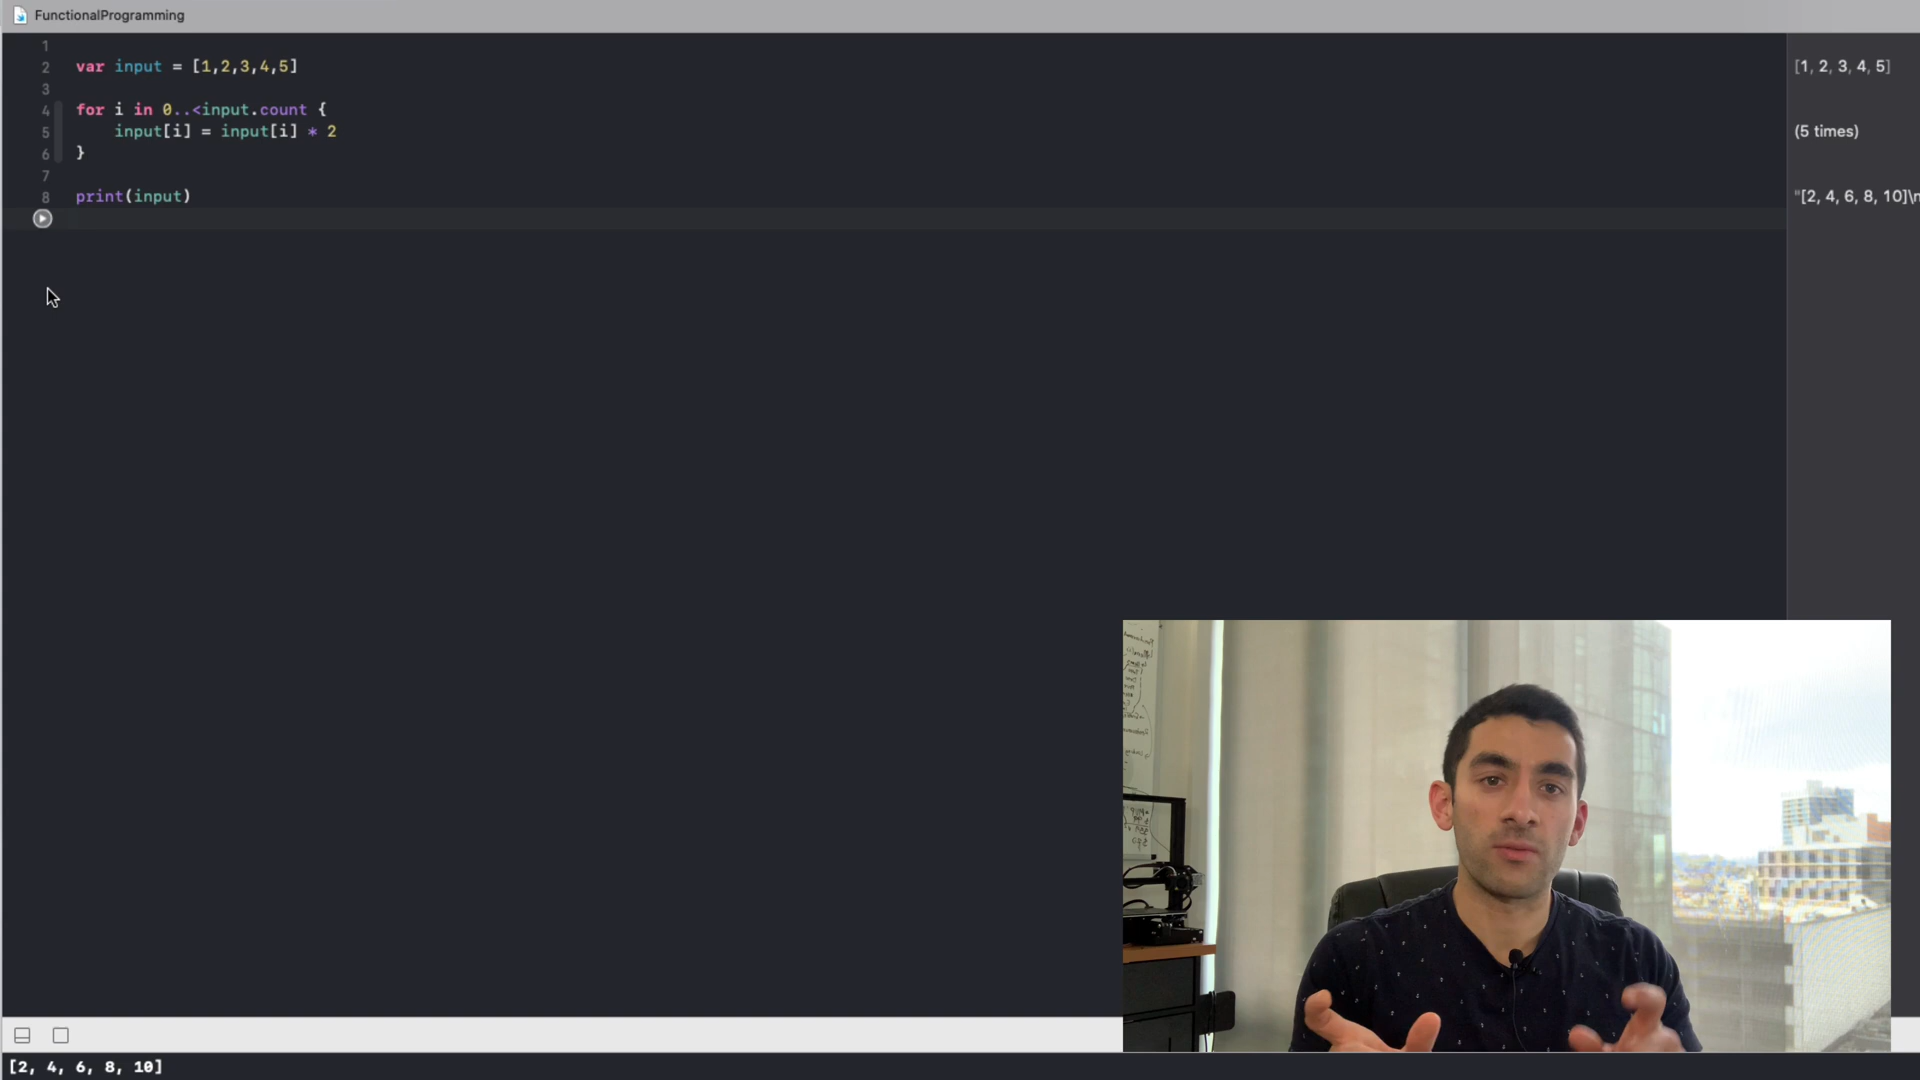 FunctionalProgramming
1
2 var input = [1,2,3,4,5]
3
4 for i in 0..<input.count {
5     input[i] = input[i] * 2
6 }
7
8 print(input)
[1, 2, 3, 4, 5]
(5 times)
"[2, 4, 6, 8, 10]\n
[2, 4, 6, 8, 10]